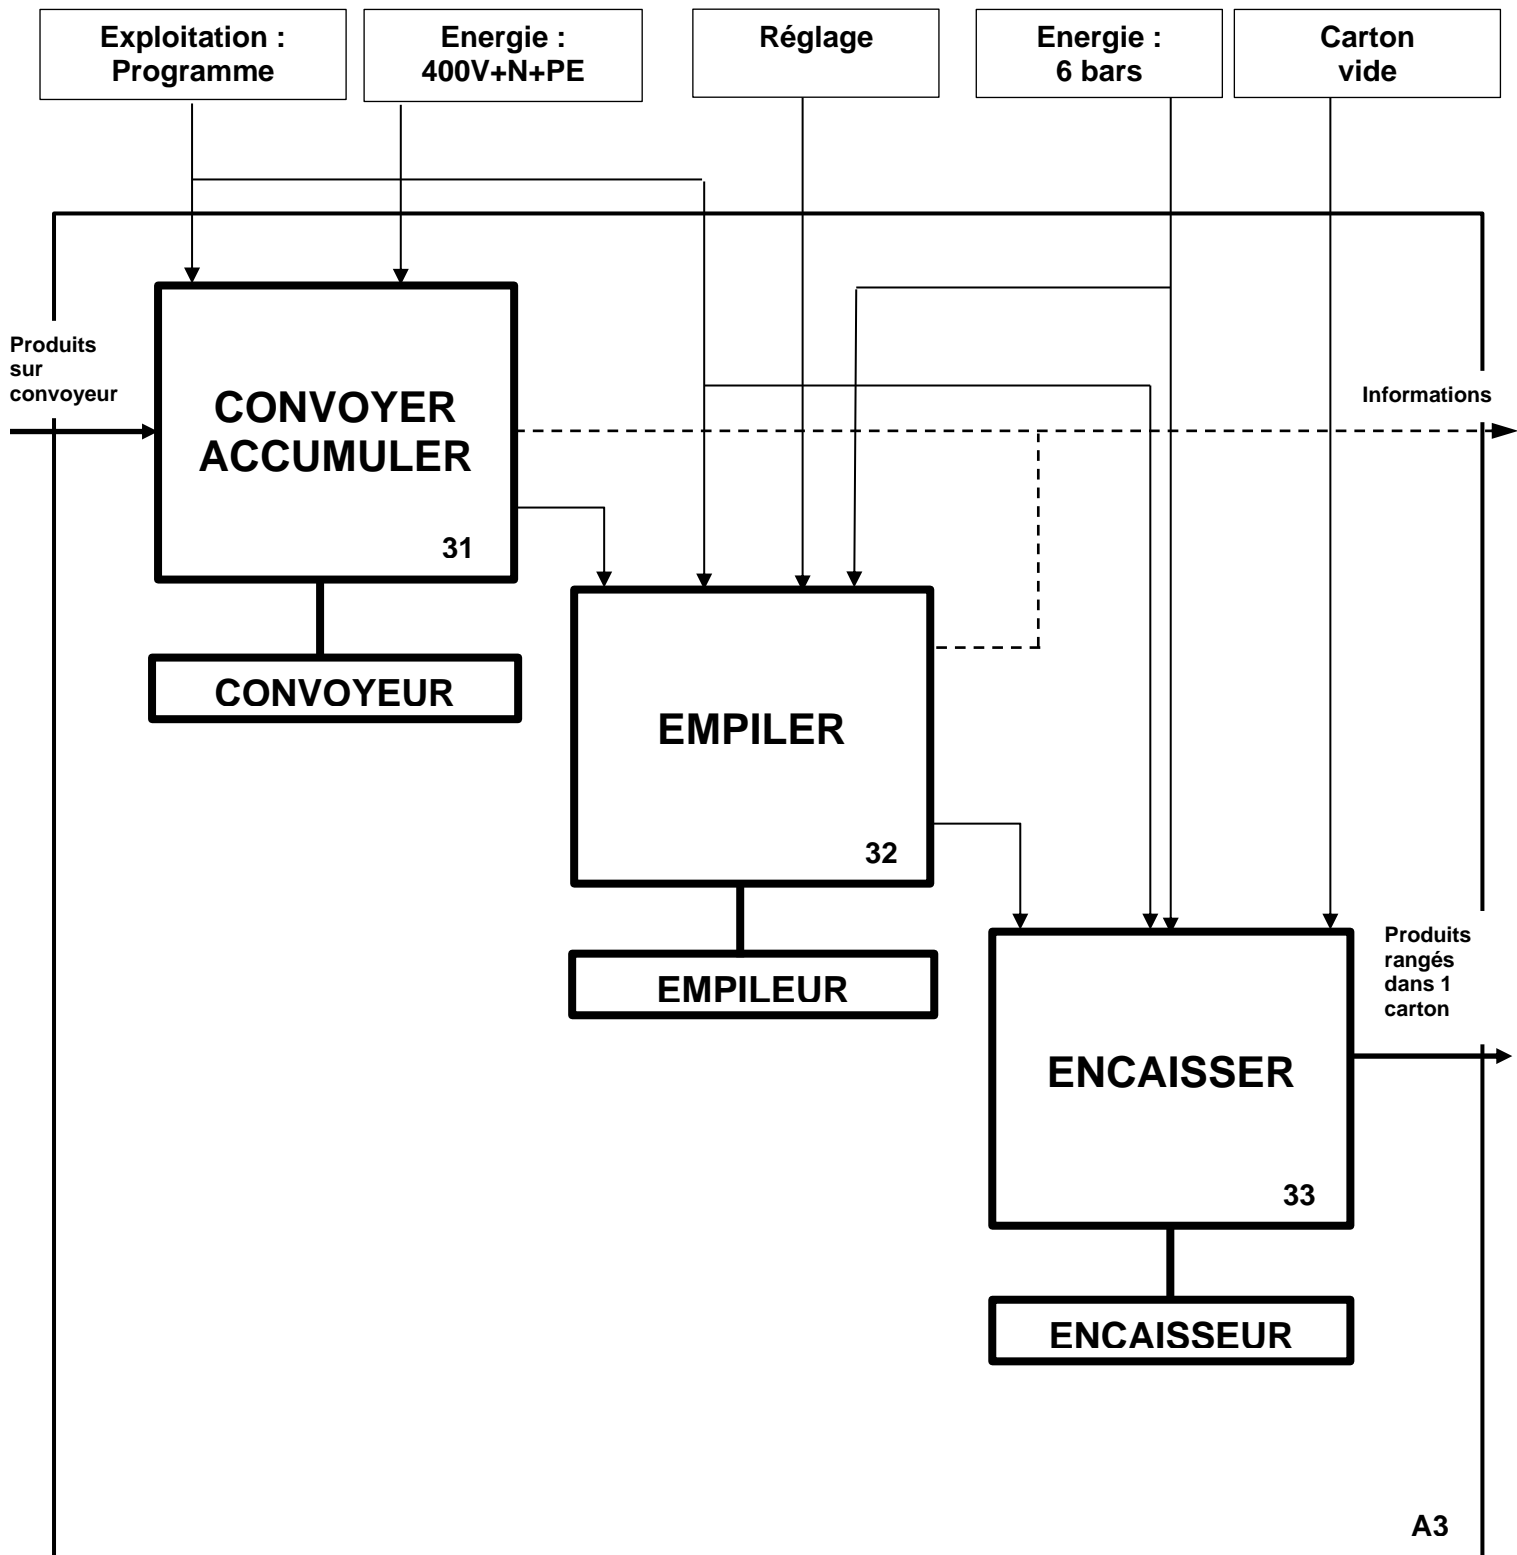 Exploitation :
Programme
Energie :
400V+N+PE
Réglage
Energie :
6 bars
Carton
vide
Produits
sur
convoyeur
CONVOYER
ACCUMULER
31
Informations
CONVOYEUR
EMPILER
32
EMPILEUR
Produits
rangés
dans 1
carton
ENCAISSER
33
ENCAISSEUR
A3